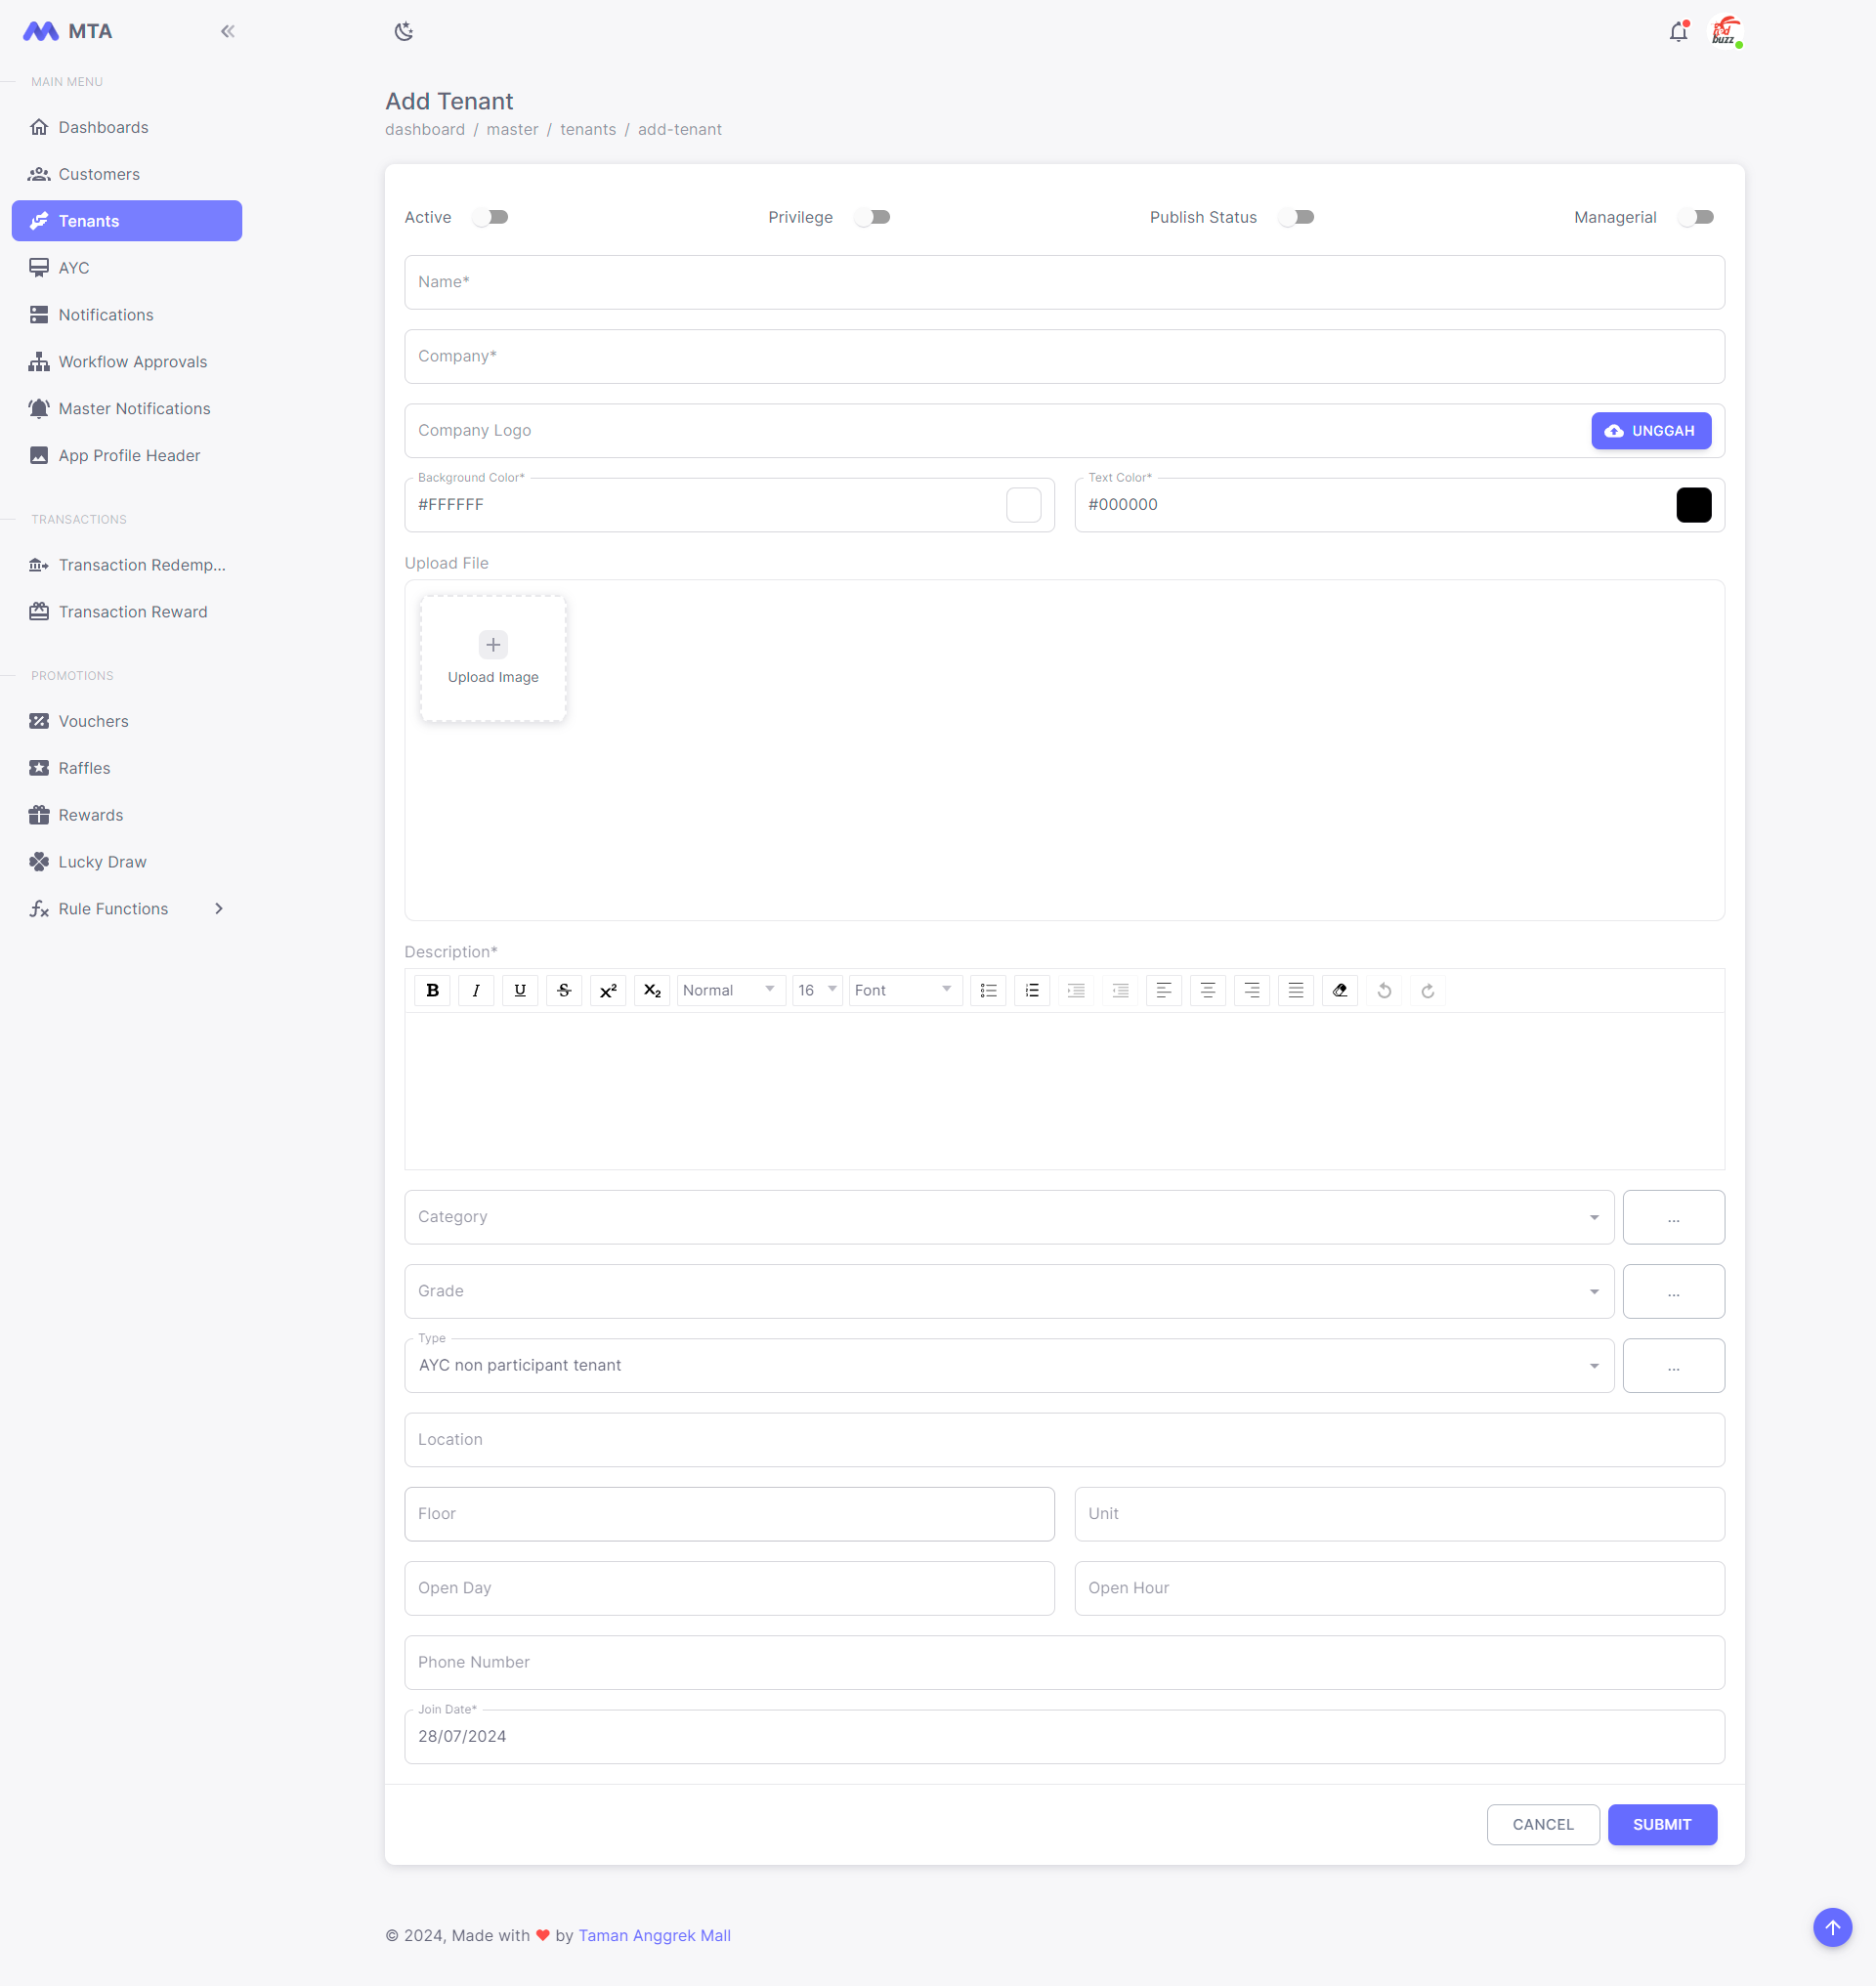 MTA
MAIN MENU
Dashboards
Customers
Tenants
AYC
Notifications
Workflow Approvals
Master Notifications
App Profile Header
TRANSACTIONS
Transaction Redemp...
Transaction Reward
PROMOTIONS
Vouchers
Raffles
Rewards
Lucky Draw
Rule Functions
buzz
Add Tenant
dashboard / master / tenants / add-tenant
Active Privilege Publish Status Managerial
Name*
Company*
Company Logo UNGGAH
Background Color* Text Color*
#FFFFFF #000000
Upload File
Upload Image
Description*
B I U S X² X₂ Normal 16 Font
Category ...
Grade ...
Type
AYC non participant tenant ...
Location
Floor Unit
Open Day Open Hour
Phone Number
Join Date*
28/07/2024
CANCEL SUBMIT
© 2024, Made with ❤ by Taman Anggrek Mall